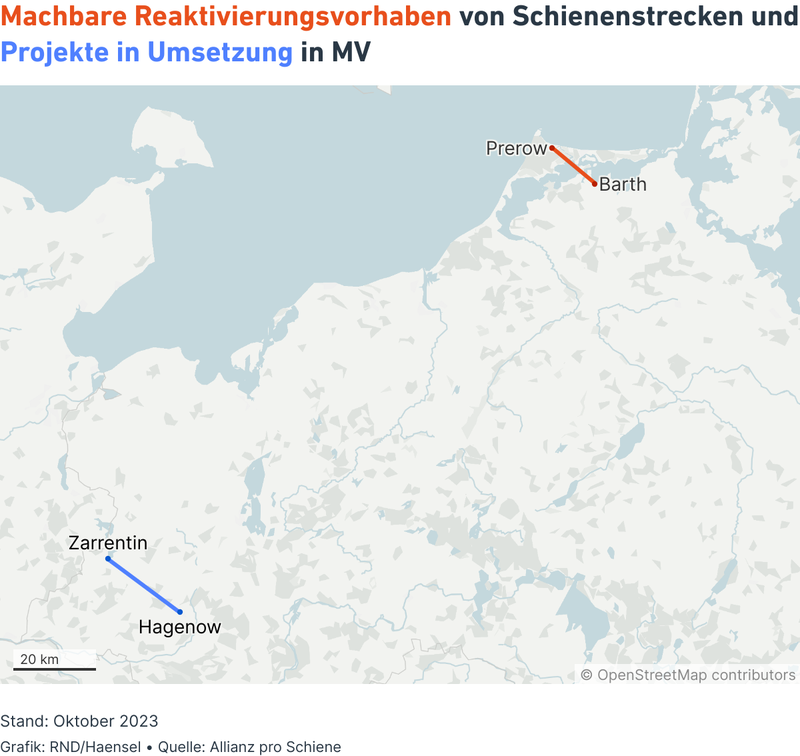 Machbare Reaktivierungsvorhaben von Schienenstrecken und
Projekte in Umsetzung in MV
Prerow
Barth
Zarrentin
Hagenow
20 km
© OpenStreetMap contributors
Stand: Oktober 2023
Grafik: RND/Haensel • Quelle: Allianz pro Schiene